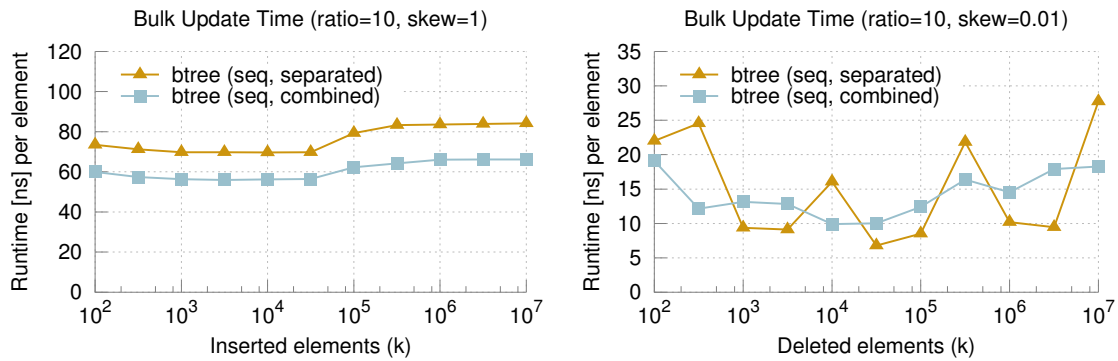 Bulk Update Time (ratio=10, skew=1)
Runtime [ns] per element
120
100
80
60
40
20
0
btree (seq, separated)
btree (seq, combined)
10^2 10^3 10^4 10^5 10^6 10^7
Inserted elements (k)
Bulk Update Time (ratio=10, skew=0.01)
Runtime [ns] per element
35
30
25
20
15
10
5
0
btree (seq, separated)
btree (seq, combined)
10^2 10^3 10^4 10^5 10^6 10^7
Deleted elements (k)